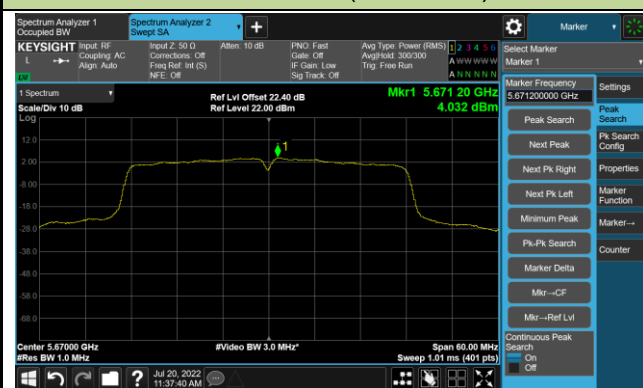 Spectrum Analyzer 1
Occupied BW
Spectrum Analyzer 2
Swept SA
Marker
KEYSIGHT
L
LV
Input: RF
Coupling: AC
Align: Auto
Input Z: 50 Ω
Corrections: Off
Freq Ref: Int (S)
NFE: Off
Atten: 10 dB
PNO: Fast
Gate: Off
IF Gain: Low
Sig Track: Off
Avg Type: Power (RMS)
Avg|Hold: 300/300
Trig: Free Run
1 2 3 4 5 6
A W W W W W
A N N N N N
Select Marker
Marker 1
1 Spectrum
Scale/Div 10 dB
Log
Ref Lvl Offset 22.40 dB
Ref Level 22.00 dBm
Mkr1 5.671 20 GHz
4.032 dBm
1
12.0
2.00
-8.00
-18.0
-28.0
-38.0
-48.0
-58.0
-68.0
Center 5.67000 GHz
#Res BW 1.0 MHz
#Video BW 3.0 MHz*
Span 60.00 MHz
Sweep 1.01 ms (401 pts)
Marker Frequency
5.671200000 GHz
Peak Search
Next Peak
Next Pk Right
Next Pk Left
Minimum Peak
Pk-Pk Search
Marker Delta
Mkr→CF
Mkr→Ref Lvl
Continuous Peak
Search
On
Off
Settings
Peak
Search
Pk Search
Config
Properties
Marker
Function
Marker→
Counter
?
Jul 20, 2022
11:37:40 AM